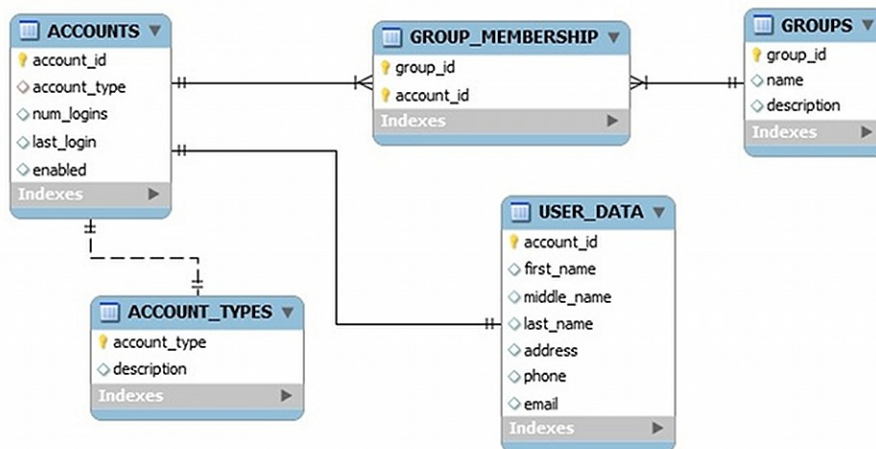 ACCOUNTS
account_id
account_type
num_logins
last_login
enabled
Indexes
GROUP_MEMBERSHIP
group_id
account_id
Indexes
GROUPS
group_id
name
description
Indexes
ACCOUNT_TYPES
account_type
description
Indexes
USER_DATA
account_id
first_name
middle_name
last_name
address
phone
email
Indexes